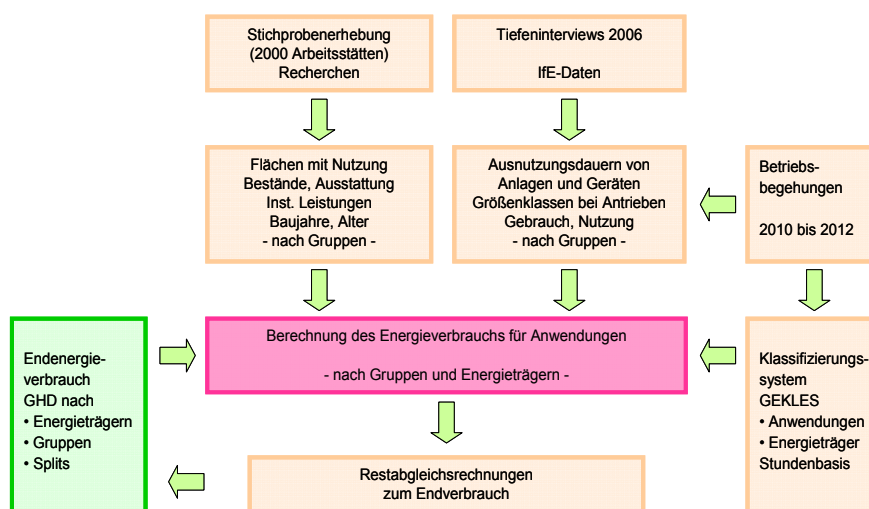 Stichprobenerhebung
(2000 Arbeitsstätten)
Recherchen
Tiefeninterviews 2006
IfE-Daten
Flächen mit Nutzung
Bestände, Ausstattung
Inst. Leistungen
Baujahre, Alter
- nach Gruppen -
Ausnutzungsdauern von
Anlagen und Geräten
Größenklassen bei Antrieben
Gebrauch, Nutzung
- nach Gruppen -
Betriebs-
begehungen
2010 bis 2012
Endenergie-
verbrauch
GHD nach
• Energieträgern
• Gruppen
• Splits
Berechnung des Energieverbrauchs für Anwendungen
- nach Gruppen und Energieträgern -
Klassifizierungs-
system
GEKLES
• Anwendungen
• Energieträger
Stundenbasis
Restabgleichsrechnungen
zum Endverbrauch